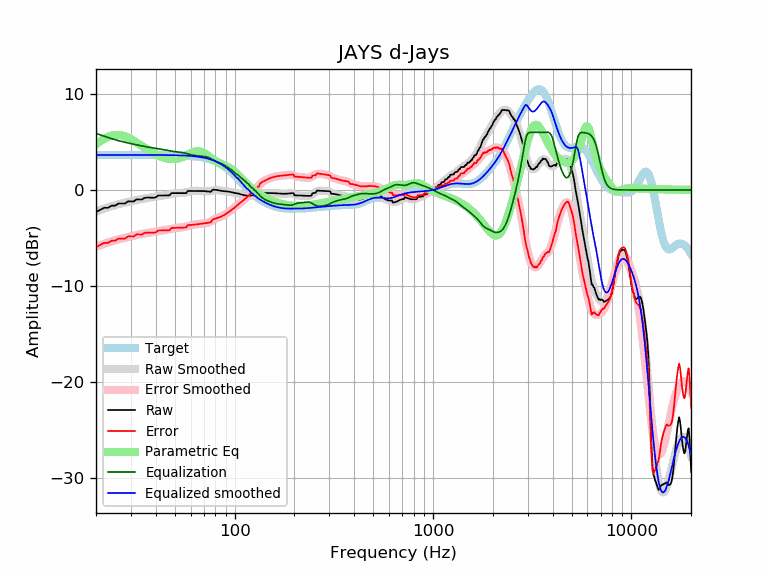 JAYS d-Jays
10
0
−10
−20
−30
Amplitude (dBr)
Target
Raw Smoothed
Error Smoothed
Raw
Error
Parametric Eq
Equalization
Equalized smoothed
100 1000 10000
Frequency (Hz)